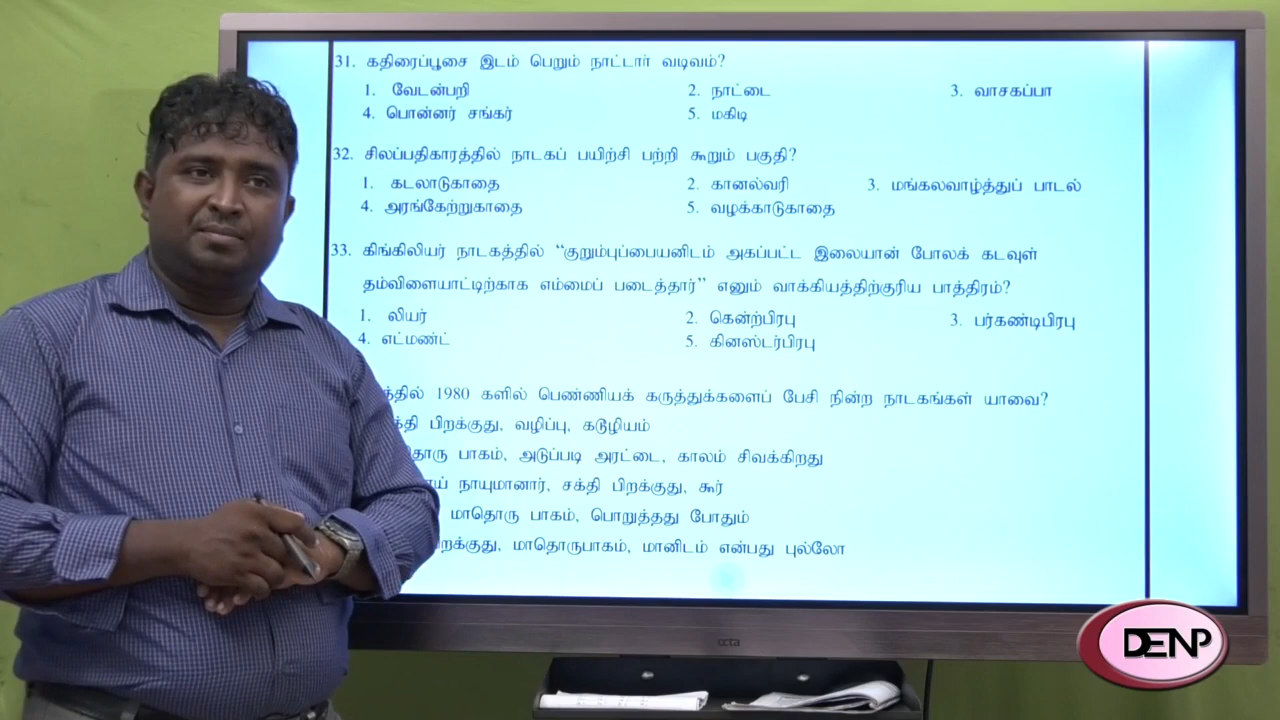 31. கதிரைப்பூசை இடம் பெறும் நாட்டார் வடிவம்?
1. வேடன்பறி 2. நாட்டை 3. வாசகப்பா
4. பொன்னர் சங்கர் 5. மகிடி
32. சிலப்பதிகாரத்தில் நாடகப் பயிற்சி பற்றி கூறும் பகுதி?
1. கடலாடுகாதை 2. கானல்வரி 3. மங்கலவாழ்த்துப் பாடல்
4. அரங்கேற்றுகாதை 5. வழக்காடுகாதை
33. கிங்கிலியர் நாடகத்தில் “குறும்புப்பையனிடம் அகப்பட்ட இலையான் போலக் கடவுள்
தம்விளையாட்டிற்காக எம்மைப் படைத்தார்” எனும் வாக்கியத்திற்குரிய பாத்திரம்?
1. லியர் 2. கென்ற்பிரபு 3. பர்கண்டிபிரபு
4. எட்மண்ட் 5. கினஸ்டர்பிரபு
1980 களில் பெண்ணியக் கருத்துக்களைப் பேசி நின்ற நாடகங்கள் யாவை?
பிறக்குது, வழிப்பு, கடூழியம்
பாகம், அடுப்படி அரட்டை, காலம் சிவக்கிறது
நாயுமானார், சக்தி பிறக்குது, கூர்
மாதொரு பாகம், பொறுத்தது போதும்
மாதொருபாகம், மானிடம் என்பது புல்லோ
DENP